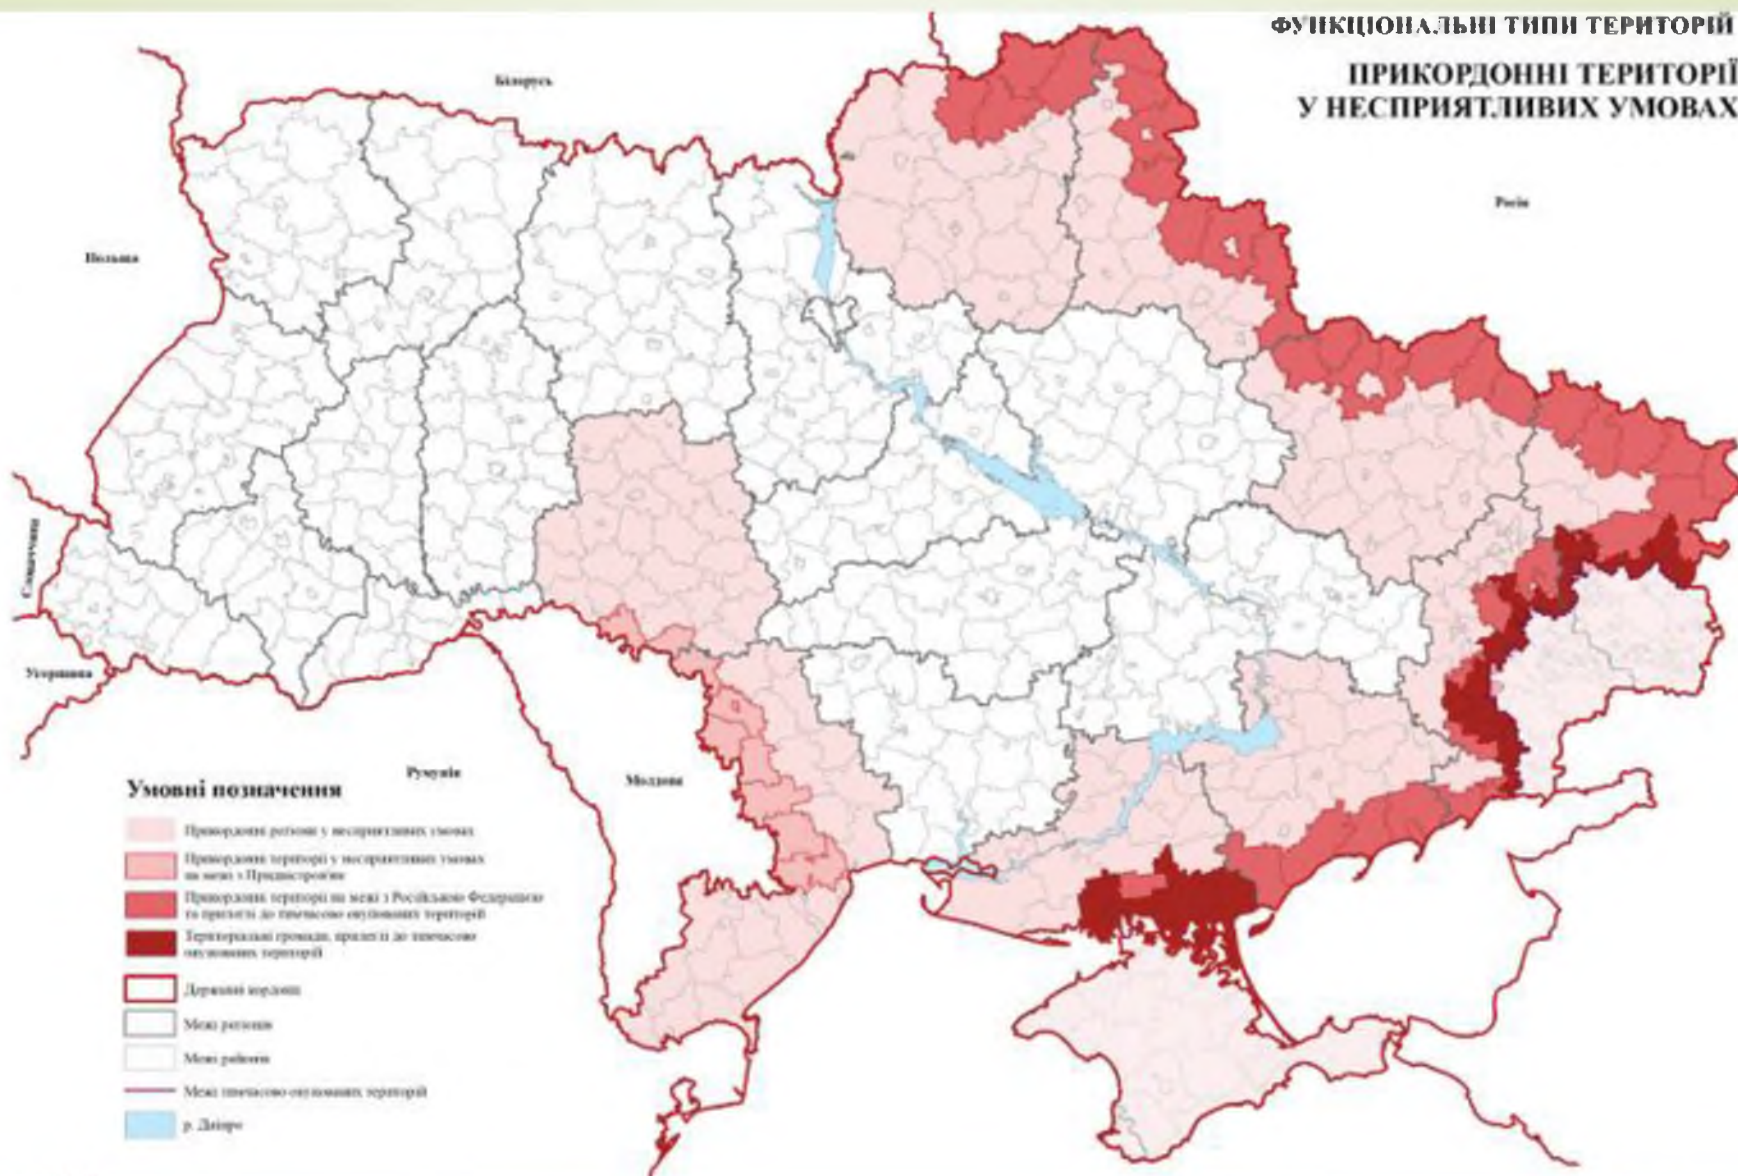 ФУНКЦІОНАЛЬНІ ТИПИ ТЕРИТОРІЙ
ПРИКОРДОННІ ТЕРИТОРІЇ
У НЕСПРИЯТЛИВИХ УМОВАХ
Білорусь
Росія
Польща
Словаччина
Угорщина
Румунія
Молдова
Умовні позначення
Прикордонні регіони у несприятливих умовах
Прикордонні території у несприятливих умовах
на межі з Придністров'ям
Прикордонні території на межі з Російською Федерацією
та прилеглі до тимчасово окупованих територій
Територіальні громади, прилеглі до тимчасово
окупованих територій
Державні кордони
Межі регіонів
Межі районів
Межі тимчасово окупованих територій
р. Дніпро